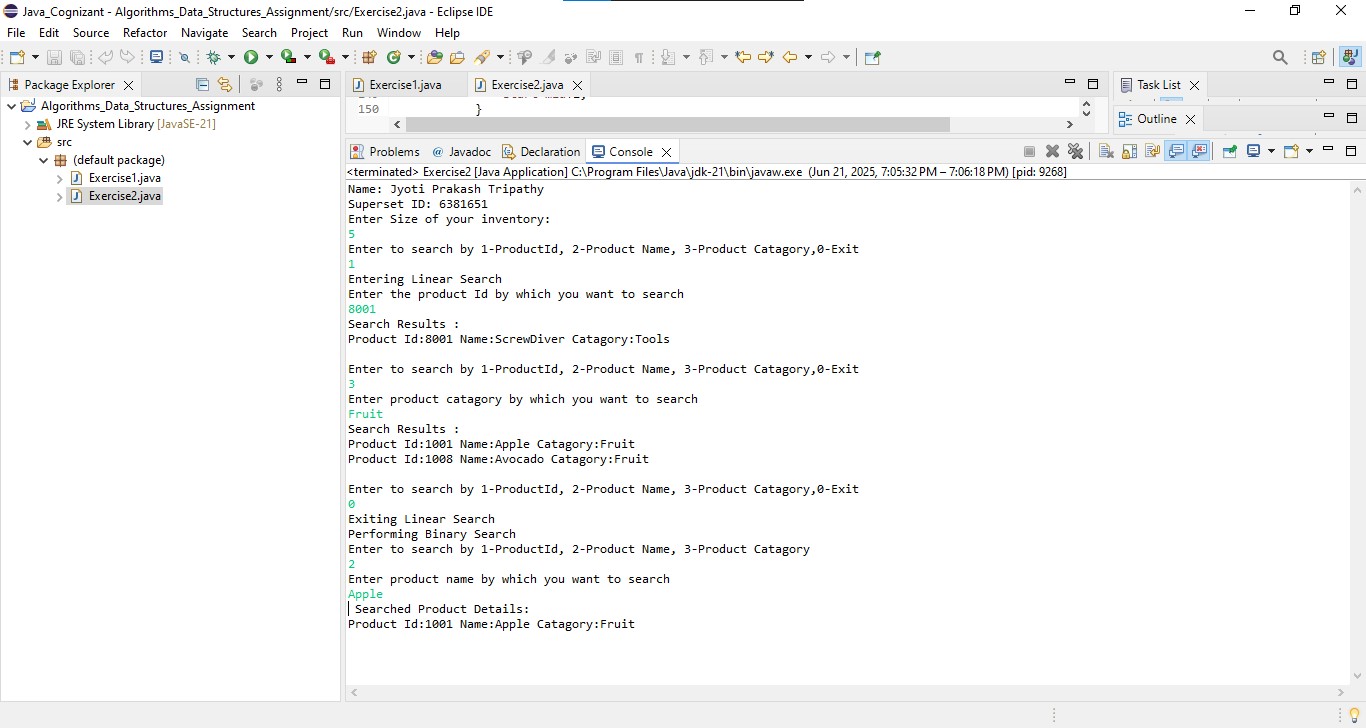 Java_Cognizant - Algorithms_Data_Structures_Assignment/src/Exercise2.java - Eclipse IDE
File Edit Source Refactor Navigate Search Project Run Window Help
Package Explorer
Algorithms_Data_Structures_Assignment
JRE System Library [JavaSE-21]
src
(default package)
Exercise1.java
Exercise2.java
Exercise1.java
Exercise2.java
150 }
Task List
Outline
Problems Javadoc Declaration Console
<terminated> Exercise2 [Java Application] C:\Program Files\Java\jdk-21\bin\javaw.exe (Jun 21, 2025, 7:05:32 PM – 7:06:18 PM) [pid: 9268]
Name: Jyoti Prakash Tripathy
Superset ID: 6381651
Enter Size of your inventory:
5
Enter to search by 1-ProductId, 2-Product Name, 3-Product Catagory,0-Exit
1
Entering Linear Search
Enter the product Id by which you want to search
8001
Search Results :
Product Id:8001 Name:ScrewDiver Catagory:Tools
Enter to search by 1-ProductId, 2-Product Name, 3-Product Catagory,0-Exit
3
Enter product catagory by which you want to search
Fruit
Search Results :
Product Id:1001 Name:Apple Catagory:Fruit
Product Id:1008 Name:Avocado Catagory:Fruit
Enter to search by 1-ProductId, 2-Product Name, 3-Product Catagory,0-Exit
0
Exiting Linear Search
Performing Binary Search
Enter to search by 1-ProductId, 2-Product Name, 3-Product Catagory
2
Enter product name by which you want to search
Apple
Searched Product Details:
Product Id:1001 Name:Apple Catagory:Fruit